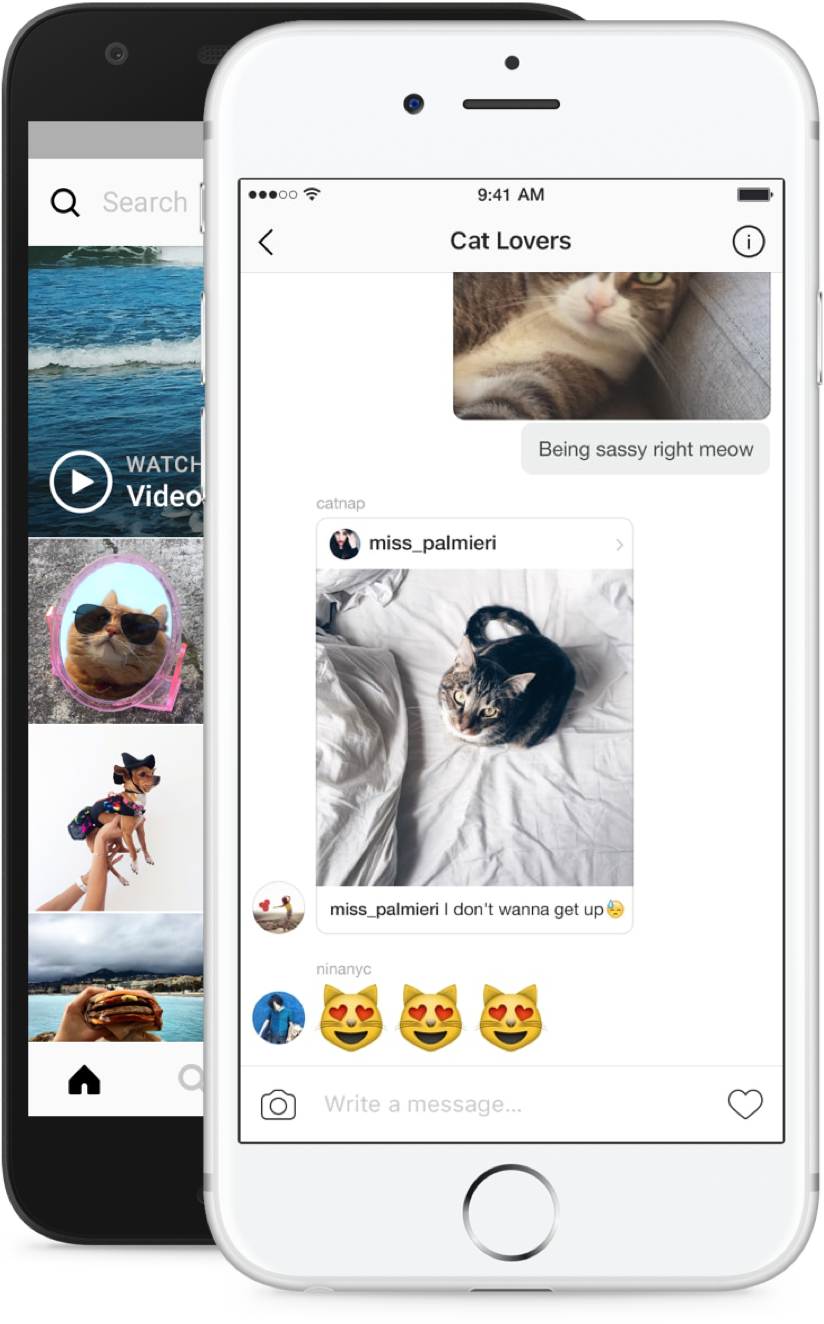 Search
WATCH
Video
9:41 AM
Cat Lovers
Being sassy right meow
catnap
miss_palmieri
miss_palmieri I don't wanna get up😓
ninanyc
😻 😻 😻
Write a message...